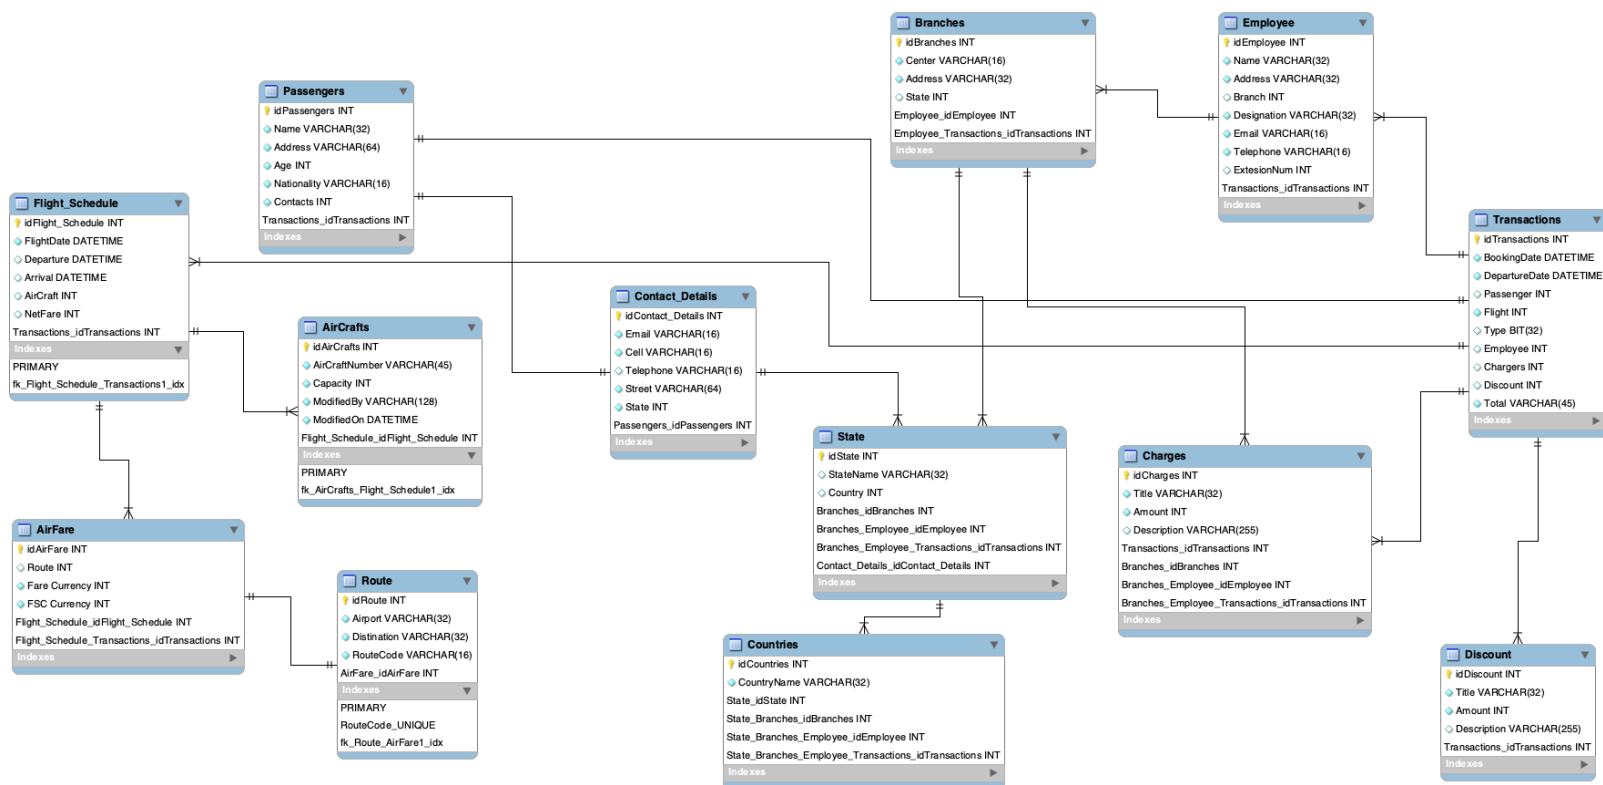 Branches
idBranches INT
Center VARCHAR(16)
Address VARCHAR(32)
State INT
Employee_idEmployee INT
Employee_Transactions_idTransactions INT
Indexes
Employee
idEmployee INT
Name VARCHAR(32)
Address VARCHAR(32)
Branch INT
Designation VARCHAR(32)
Email VARCHAR(16)
Telephone VARCHAR(16)
ExtesionNum INT
Transactions_idTransactions INT
Indexes
Passengers
idPassengers INT
Name VARCHAR(32)
Address VARCHAR(64)
Age INT
Nationality VARCHAR(16)
Contacts INT
Transactions_idTransactions INT
Indexes
Flight_Schedule
idFlight_Schedule INT
FlightDate DATETIME
Departure DATETIME
Arrival DATETIME
AirCraft INT
NetFare INT
Transactions_idTransactions INT
Indexes
PRIMARY
fk_Flight_Schedule_Transactions1_idx
Transactions
idTransactions INT
BookingDate DATETIME
DepartureDate DATETIME
Passenger INT
Flight INT
Type BIT(32)
Employee INT
Chargers INT
Discount INT
Total VARCHAR(45)
Indexes
Contact_Details
idContact_Details INT
Email VARCHAR(16)
Cell VARCHAR(16)
Telephone VARCHAR(16)
Street VARCHAR(64)
State INT
Passengers_idPassengers INT
Indexes
AirCrafts
idAirCrafts INT
AirCraftNumber VARCHAR(45)
Capacity INT
ModifiedBy VARCHAR(128)
ModifiedOn DATETIME
Flight_Schedule_idFlight_Schedule INT
Indexes
PRIMARY
fk_AirCrafts_Flight_Schedule1_idx
State
idState INT
StateName VARCHAR(32)
Country INT
Branches_idBranches INT
Branches_Employee_idEmployee INT
Branches_Employee_Transactions_idTransactions INT
Contact_Details_idContact_Details INT
Indexes
Charges
idCharges INT
Title VARCHAR(32)
Amount INT
Description VARCHAR(255)
Transactions_idTransactions INT
Branches_idBranches INT
Branches_Employee_idEmployee INT
Branches_Employee_Transactions_idTransactions INT
Indexes
AirFare
idAirFare INT
Route INT
Fare Currency INT
FSC Currency INT
Flight_Schedule_idFlight_Schedule INT
Flight_Schedule_Transactions_idTransactions INT
Indexes
Route
idRoute INT
Airport VARCHAR(32)
Distination VARCHAR(32)
RouteCode VARCHAR(16)
AirFare_idAirFare INT
Indexes
PRIMARY
RouteCode_UNIQUE
fk_Route_AirFare1_idx
Countries
idCountries INT
CountryName VARCHAR(32)
State_idState INT
State_Branches_idBranches INT
State_Branches_Employee_idEmployee INT
State_Branches_Employee_Transactions_idTransactions INT
Indexes
Discount
idDiscount INT
Title VARCHAR(32)
Amount INT
Description VARCHAR(255)
Transactions_idTransactions INT
Indexes